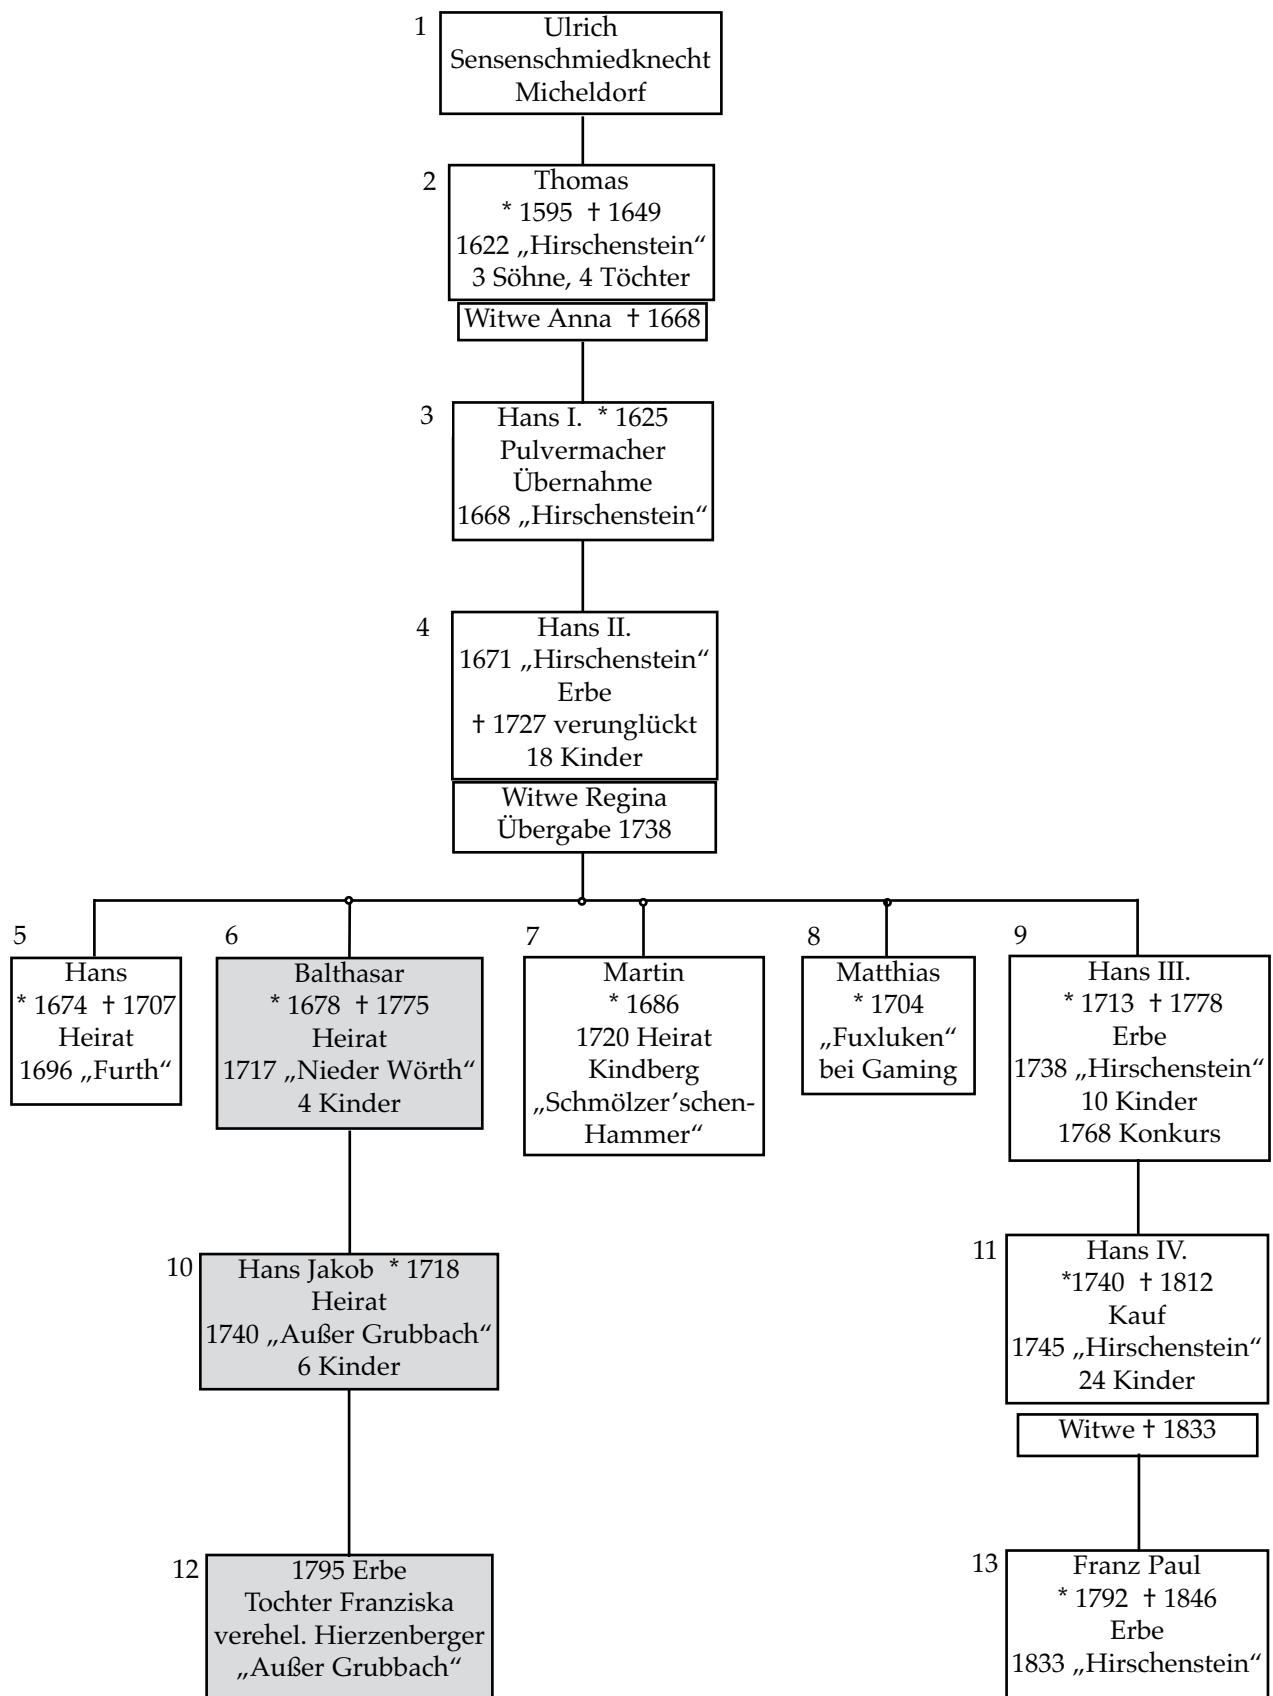 1
Ulrich
Sensenschmiedknecht
Micheldorf
2
Thomas
* 1595 † 1649
1622 „Hirschenstein“
3 Söhne, 4 Töchter
Witwe Anna † 1668
3
Hans I. * 1625
Pulvermacher
Übernahme
1668 „Hirschenstein“
4
Hans II.
1671 „Hirschenstein“
Erbe
† 1727 verunglückt
18 Kinder
Witwe Regina
Übergabe 1738
5
Hans
* 1674 † 1707
Heirat
1696 „Furth“
6
Balthasar
* 1678 † 1775
Heirat
1717 „Nieder Wörth“
4 Kinder
7
Martin
* 1686
1720 Heirat
Kindberg
„Schmölzer'schen-
Hammer“
8
Matthias
* 1704
„Fuxluken“
bei Gaming
9
Hans III.
* 1713 † 1778
Erbe
1738 „Hirschenstein“
10 Kinder
1768 Konkurs
10
Hans Jakob * 1718
Heirat
1740 „Außer Grubbach“
6 Kinder
11
Hans IV.
*1740 † 1812
Kauf
1745 „Hirschenstein“
24 Kinder
Witwe † 1833
12
1795 Erbe
Tochter Franziska
verehel. Hierzenberger
„Außer Grubbach“
13
Franz Paul
* 1792 † 1846
Erbe
1833 „Hirschenstein“